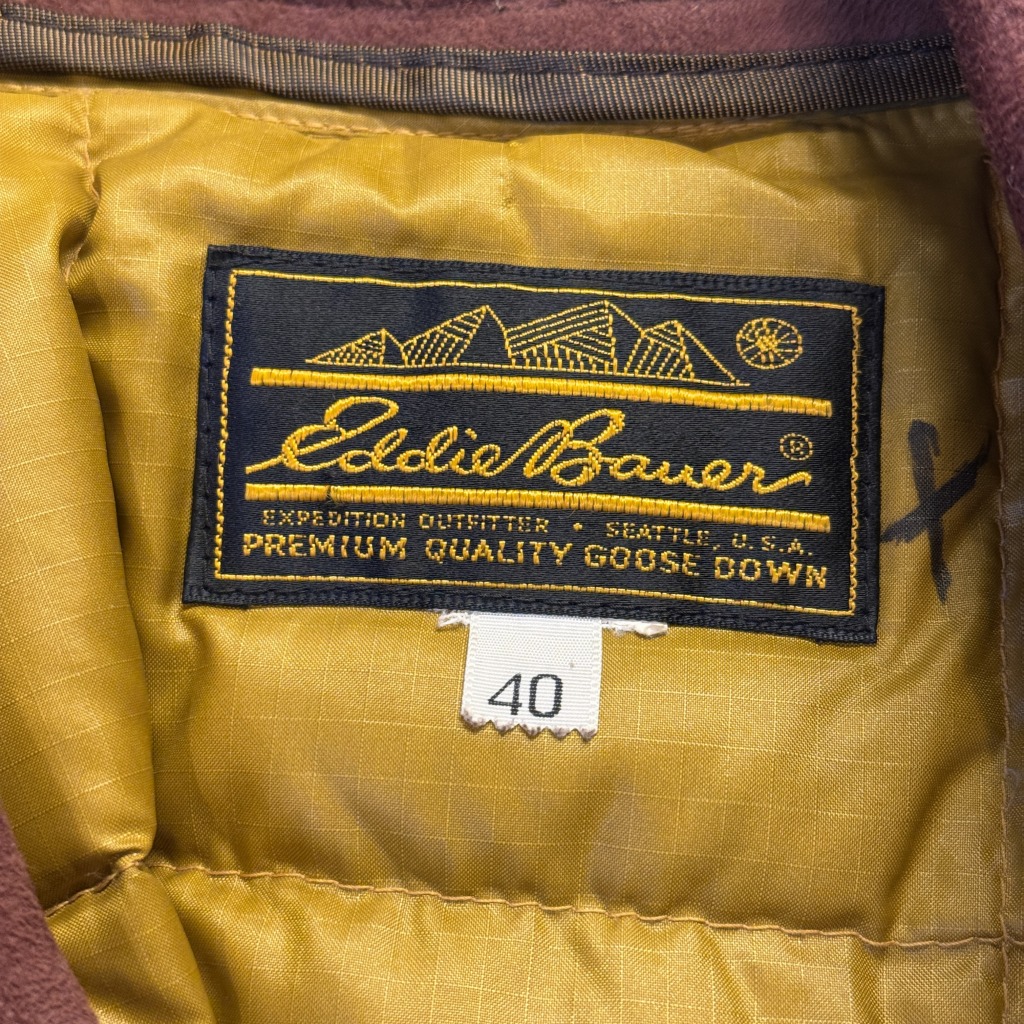 Eddie Bauer ®
EXPEDITION OUTFITTER • SEATTLE, U.S.A.
PREMIUM QUALITY GOOSE DOWN
40
X